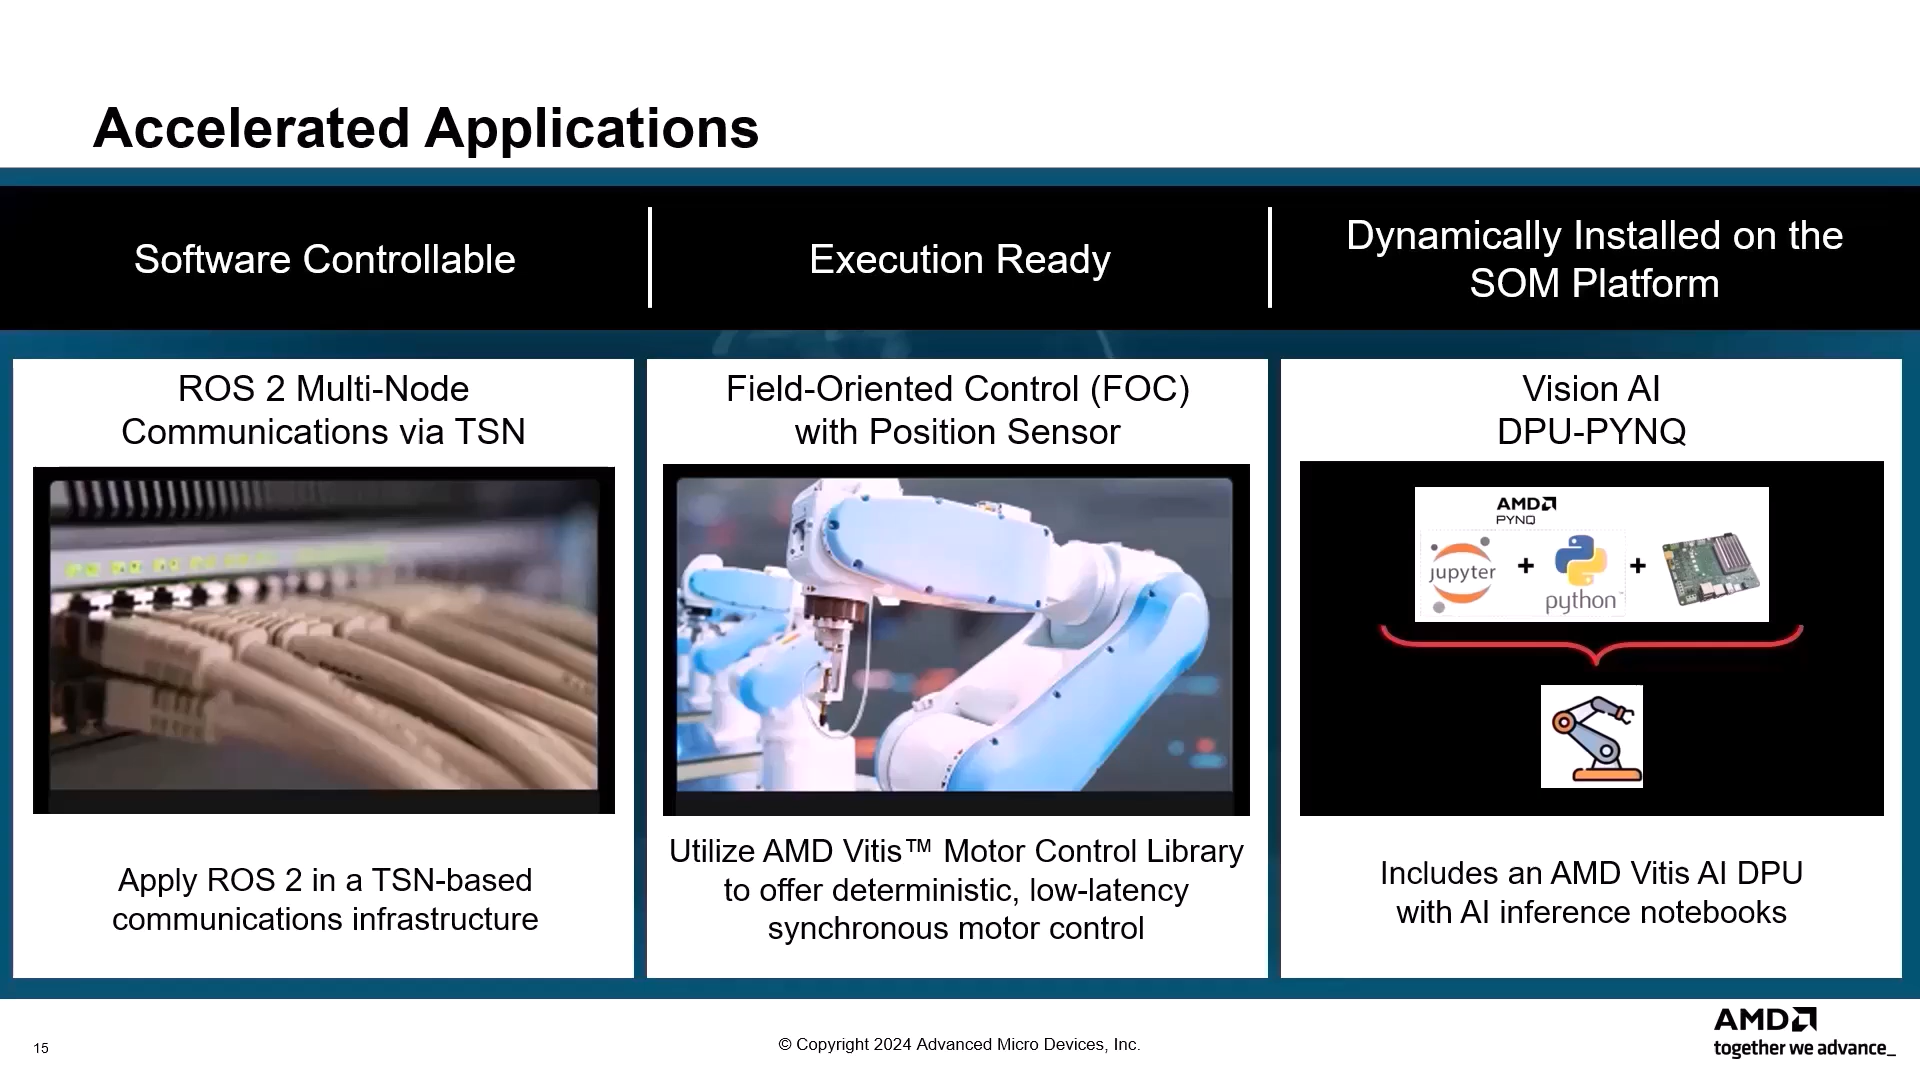 Accelerated Applications
Software Controllable
Execution Ready
Dynamically Installed on the
SOM Platform
ROS 2 Multi-Node
Communications via TSN
Apply ROS 2 in a TSN-based
communications infrastructure
Field-Oriented Control (FOC)
with Position Sensor
Utilize AMD Vitis™ Motor Control Library
to offer deterministic, low-latency
synchronous motor control
Vision AI
DPU-PYNQ
AMD
PYNQ
jupyter
+
python™
+
Includes an AMD Vitis AI DPU
with AI inference notebooks
15
© Copyright 2024 Advanced Micro Devices, Inc.
AMD
together we advance_